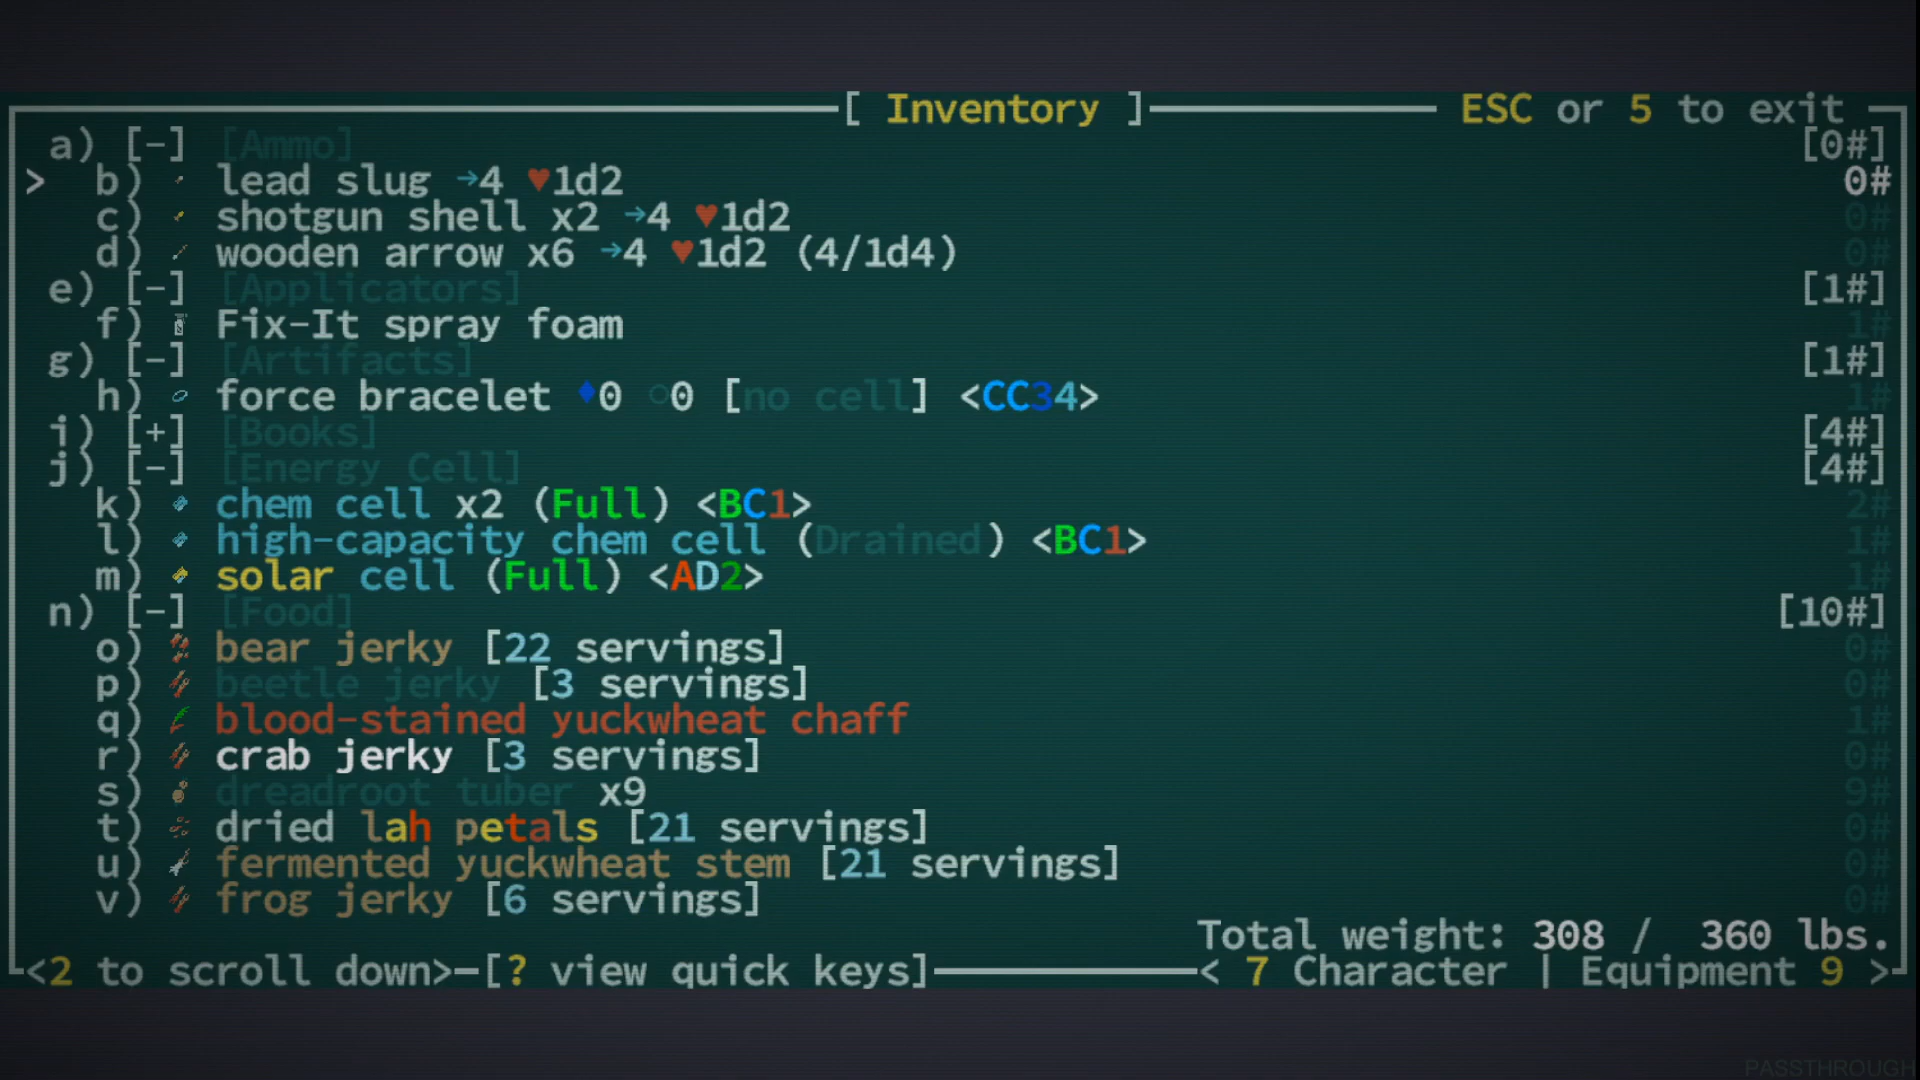 [ Inventory ] ESC or 5 to exit
a) [-] [Ammo] [0#]
> b) lead slug →4 ♥1d2 0#
c) shotgun shell x2 →4 ♥1d2 0#
d) wooden arrow x6 →4 ♥1d2 (4/1d4) 0#
e) [-] [Applicators] [1#]
f) Fix-It spray foam 1#
g) [-] [Artifacts] [1#]
h) force bracelet ♦0 ○0 [no cell] <CC34> 1#
i) [+] [Books] [4#]
j) [-] [Energy Cell] [4#]
k) chem cell x2 (Full) <BC1> 2#
l) high-capacity chem cell (Drained) <BC1> 1#
m) solar cell (Full) <AD2> 1#
n) [-] [Food] [10#]
o) bear jerky [22 servings] 0#
p) beetle jerky [3 servings] 0#
q) blood-stained yuckwheat chaff 1#
r) crab jerky [3 servings] 0#
s) dreadroot tuber x9 9#
t) dried lah petals [21 servings] 0#
u) fermented yuckwheat stem [21 servings] 0#
v) frog jerky [6 servings] 0#
Total weight: 308 / 360 lbs.
<2 to scroll down> [? view quick keys] < 7 Character | Equipment 9 >
PASSTHROUGH